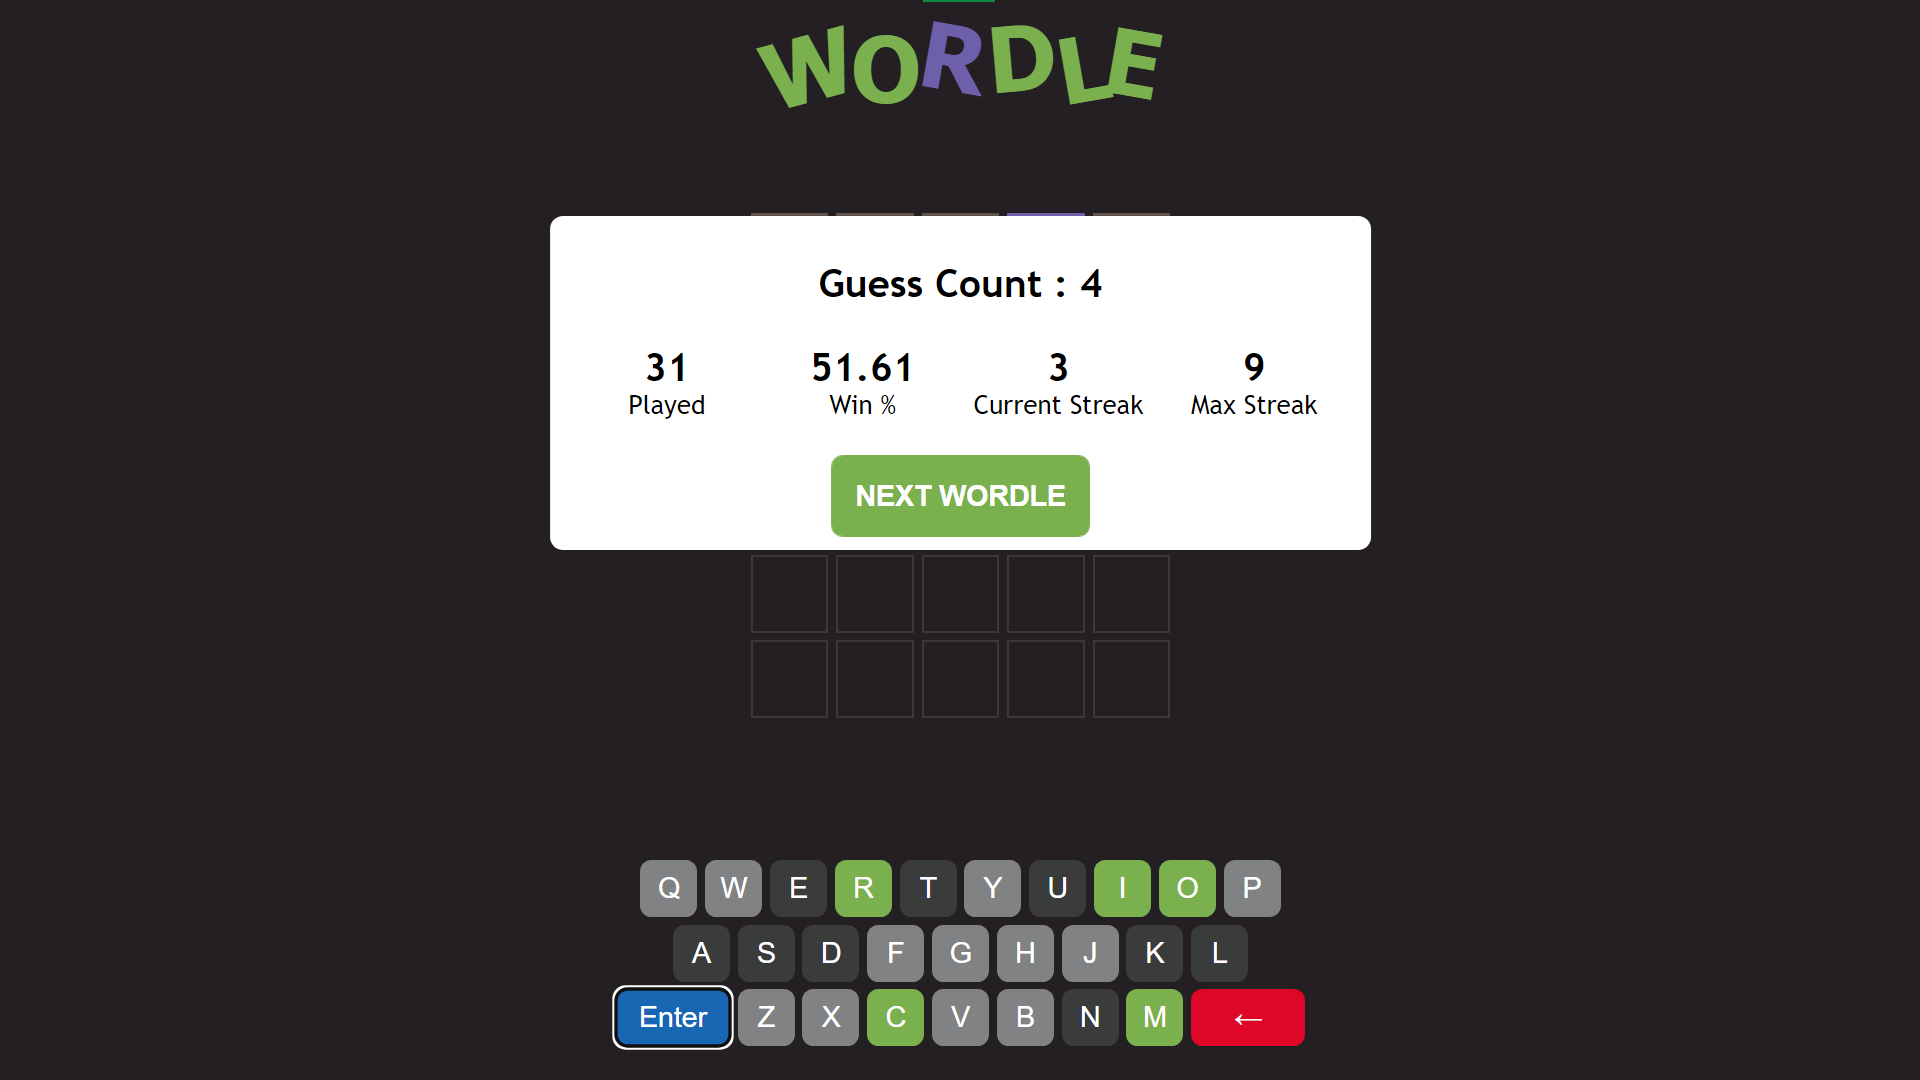 WORDLE
Guess Count : 4
31 51.61 3 9
Played Win % Current Streak Max Streak
NEXT WORDLE
Q W E R T Y U I O P
A S D F G H J K L
Enter Z X C V B N M ←